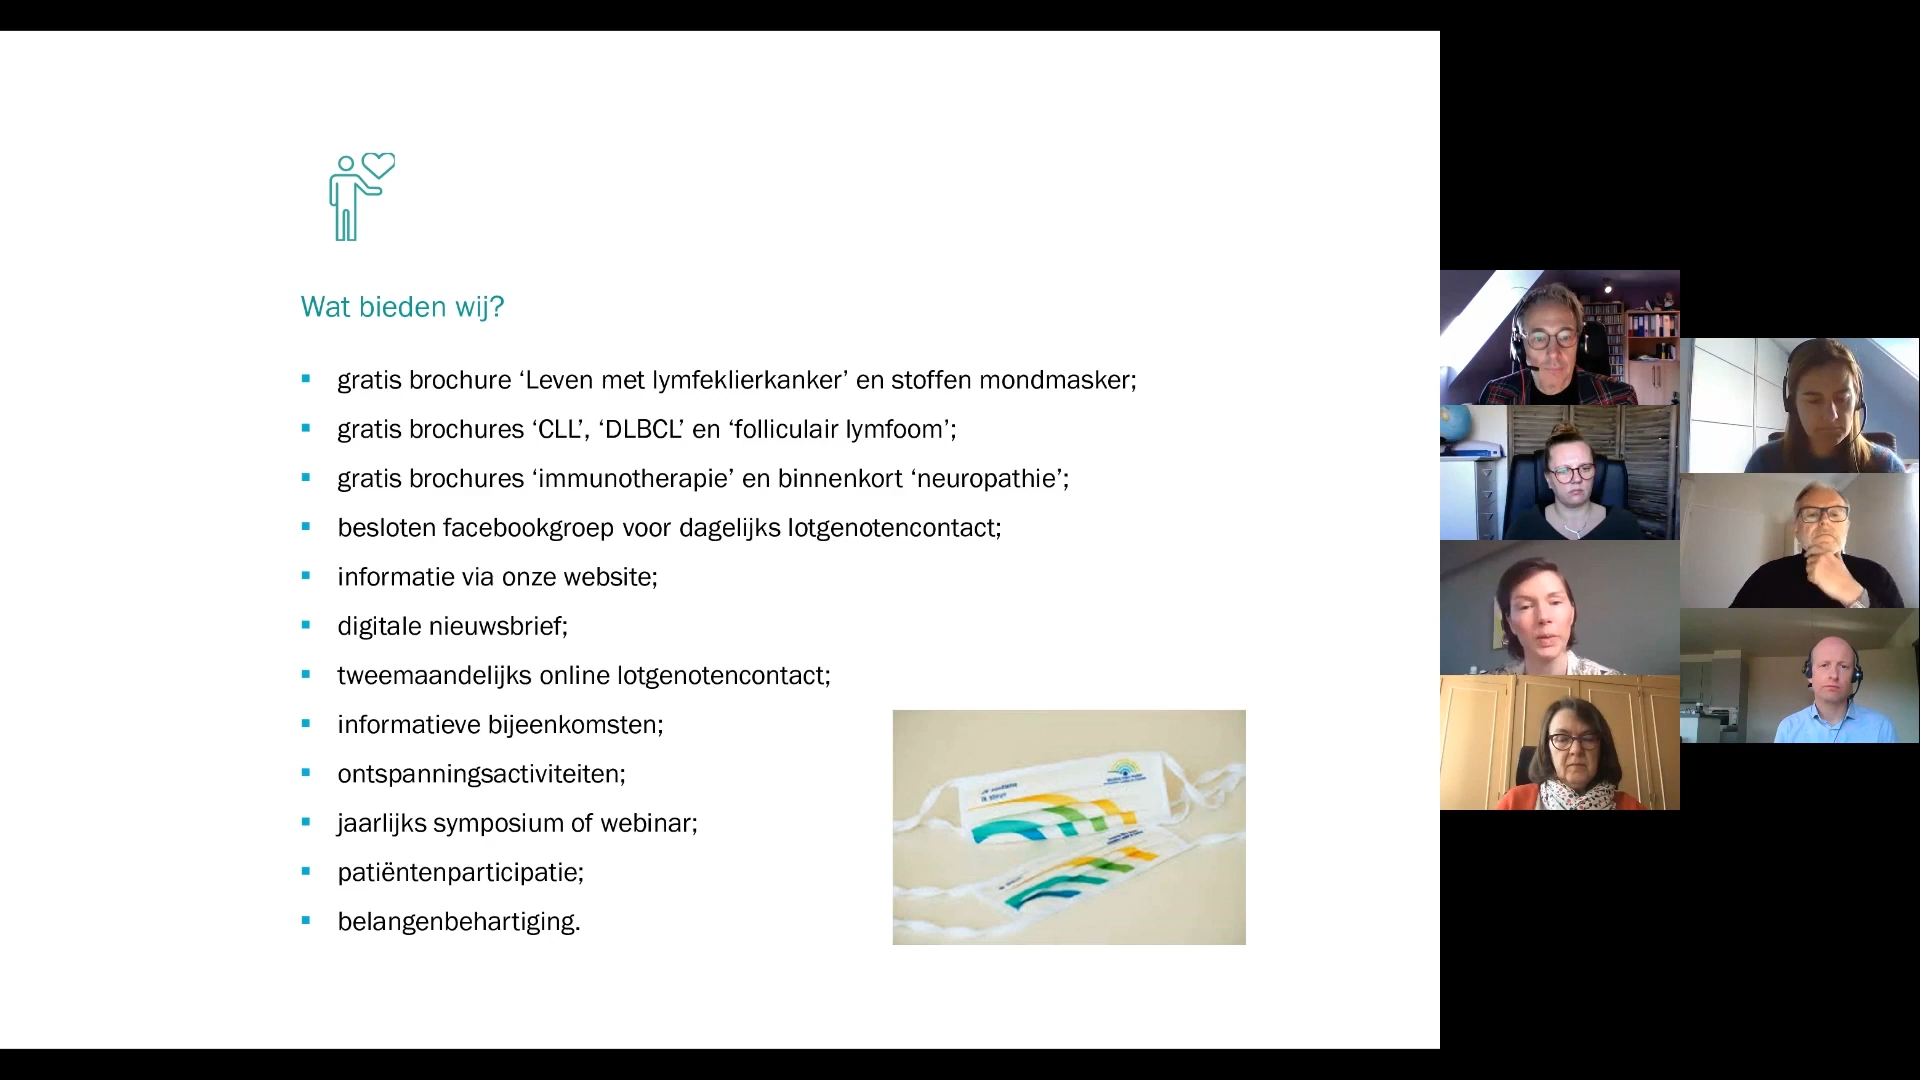 Wat bieden wij?
gratis brochure ‘Leven met lymfeklierkanker’ en stoffen mondmasker;
gratis brochures ‘CLL’, ‘DLBCL’ en ‘folliculair lymfoom’;
gratis brochures ‘immunotherapie’ en binnenkort ‘neuropathie’;
besloten facebookgroep voor dagelijks lotgenotencontact;
informatie via onze website;
digitale nieuwsbrief;
tweemaandelijks online lotgenotencontact;
informatieve bijeenkomsten;
ontspanningsactiviteiten;
jaarlijks symposium of webinar;
patiëntenparticipatie;
belangenbehartiging.